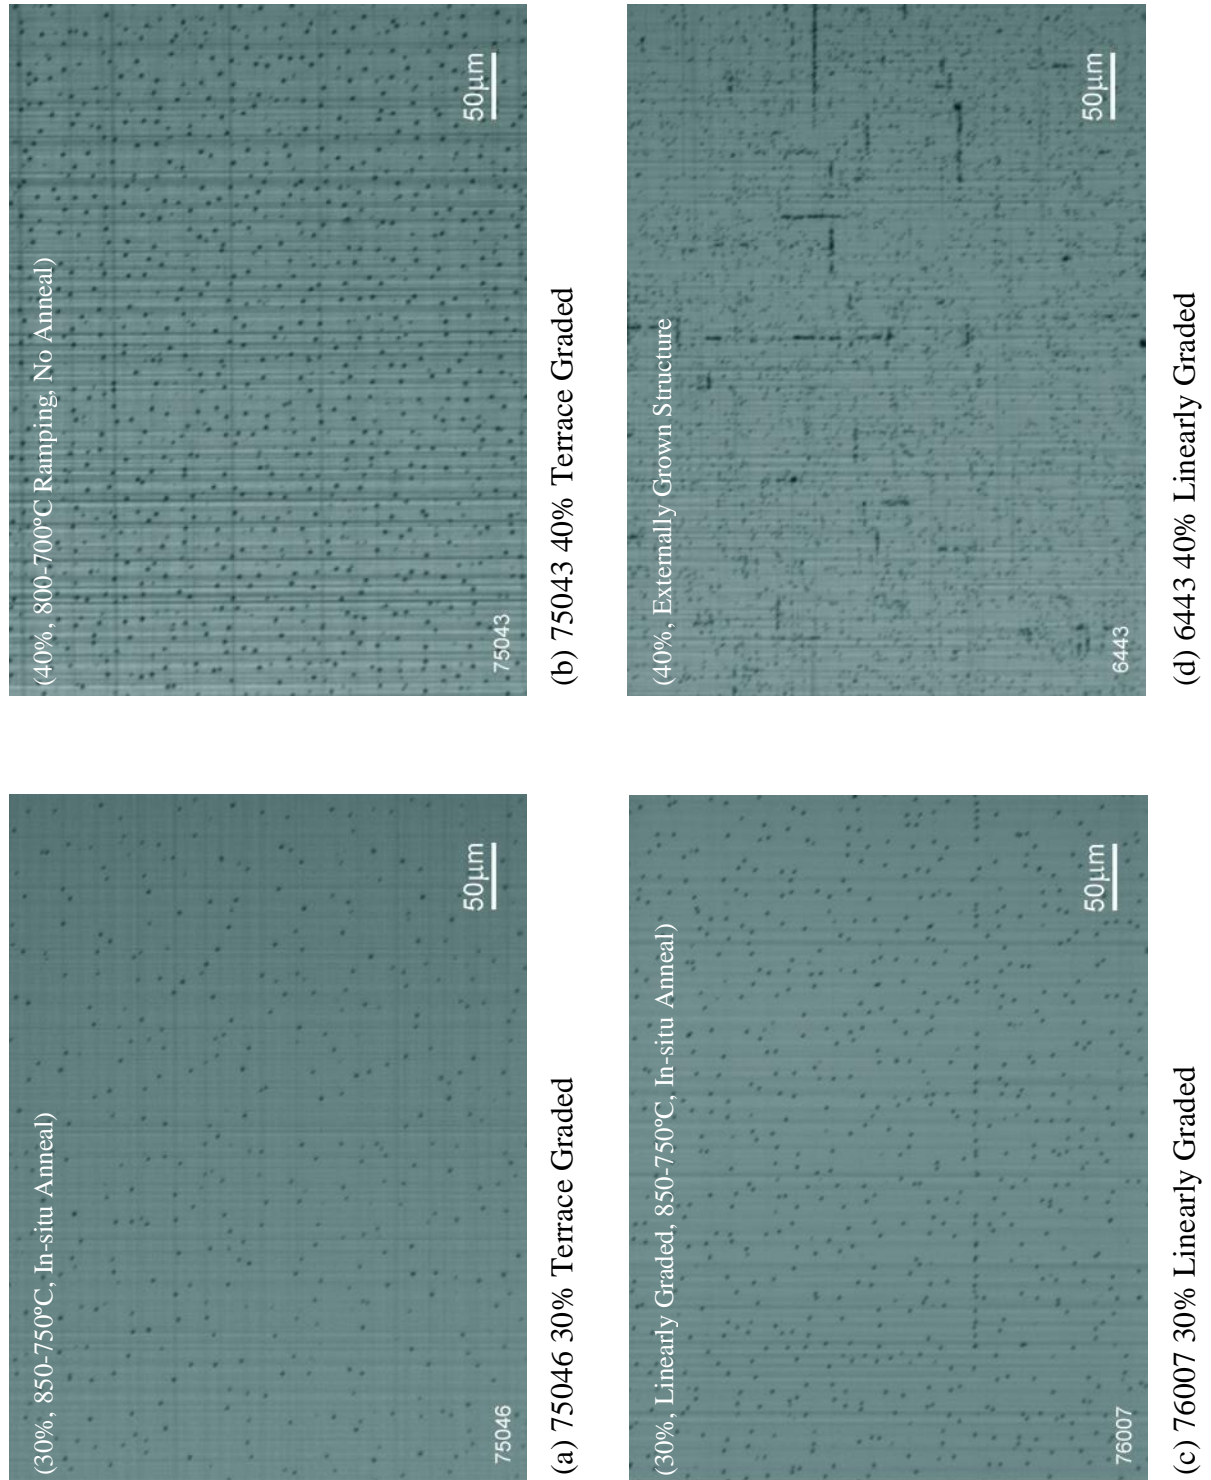 (30%, 850-750ºC, In-situ Anneal)
75046
50µm
(a) 75046 30% Terrace Graded
(40%, 800-700ºC Ramping, No Anneal)
75043
50µm
(b) 75043 40% Terrace Graded
(30%, Linearly Graded, 850-750ºC, In-situ Anneal)
76007
50µm
(c) 76007 30% Linearly Graded
(40%, Externally Grown Structure
6443
50µm
(d) 6443 40% Linearly Graded